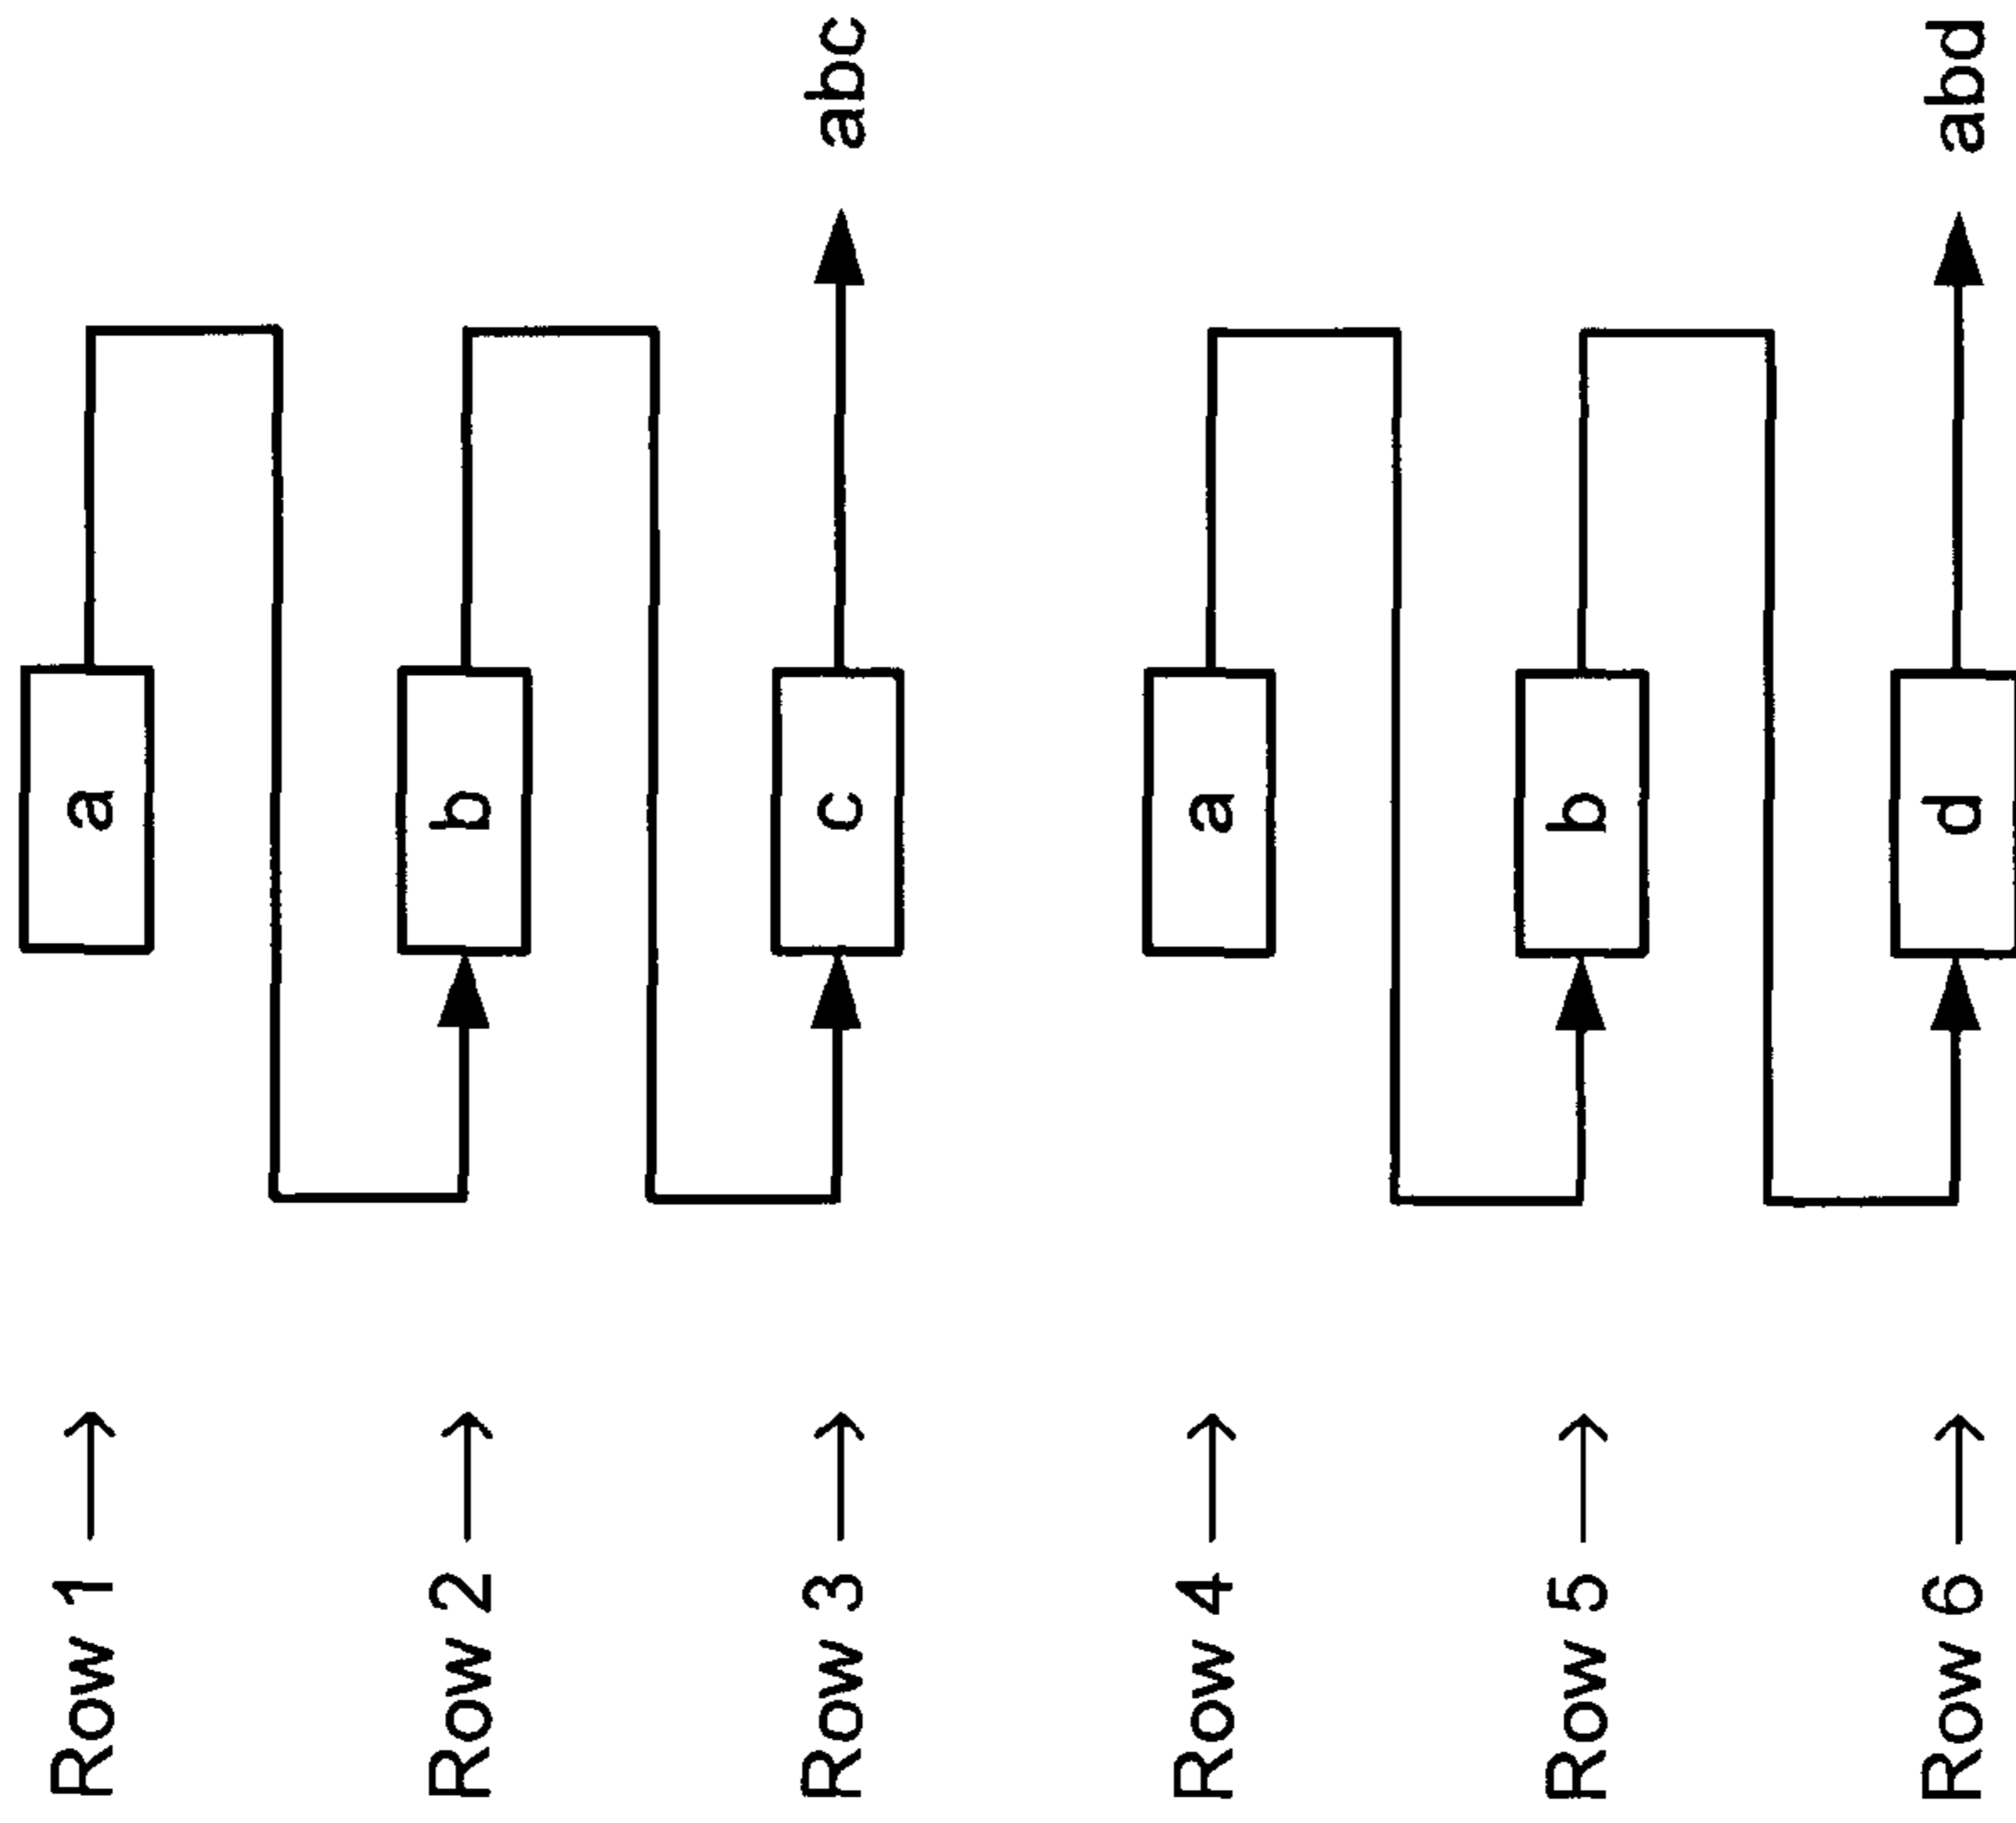 Row 1 → a
Row 2 → b
Row 3 → c abc
Row 4 → a
Row 5 → b
Row 6 → d abd